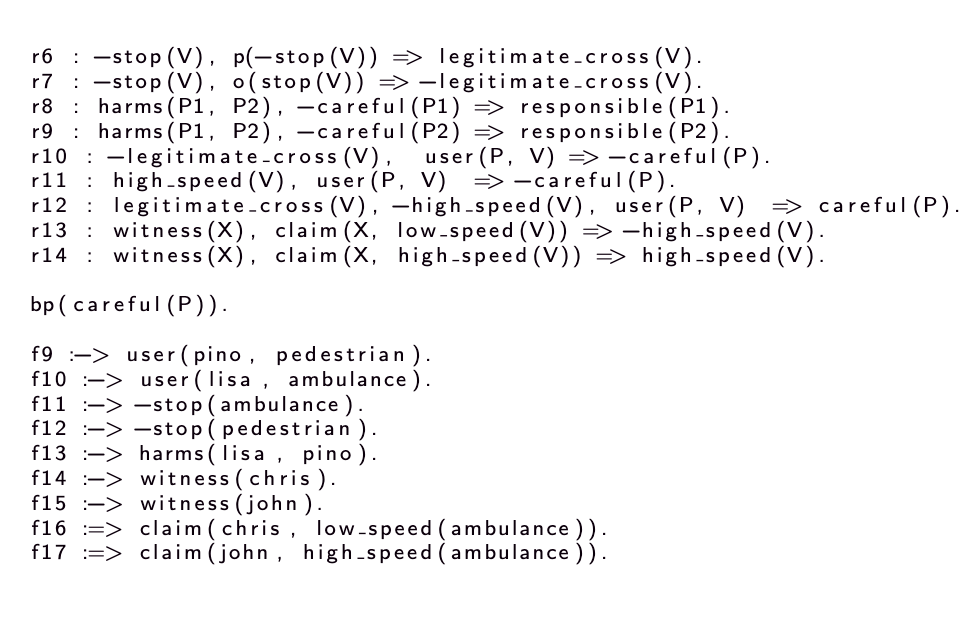 r6 : −stop(V), p(−stop(V)) => legitimate_cross(V).
r7 : −stop(V), o(stop(V)) => −legitimate_cross(V).
r8 : harms(P1, P2), −careful(P1) => responsible(P1).
r9 : harms(P1, P2), −careful(P2) => responsible(P2).
r10 : −legitimate_cross(V), user(P, V) => −careful(P).
r11 : high_speed(V), user(P, V) => −careful(P).
r12 : legitimate_cross(V), −high_speed(V), user(P, V) => careful(P).
r13 : witness(X), claim(X, low_speed(V)) => −high_speed(V).
r14 : witness(X), claim(X, high_speed(V)) => high_speed(V).
bp(careful(P)).
f9 :−> user(pino, pedestrian).
f10 :−> user(lisa, ambulance).
f11 :−> −stop(ambulance).
f12 :−> −stop(pedestrian).
f13 :−> harms(lisa, pino).
f14 :−> witness(chris).
f15 :−> witness(john).
f16 :=> claim(chris, low_speed(ambulance)).
f17 :=> claim(john, high_speed(ambulance)).